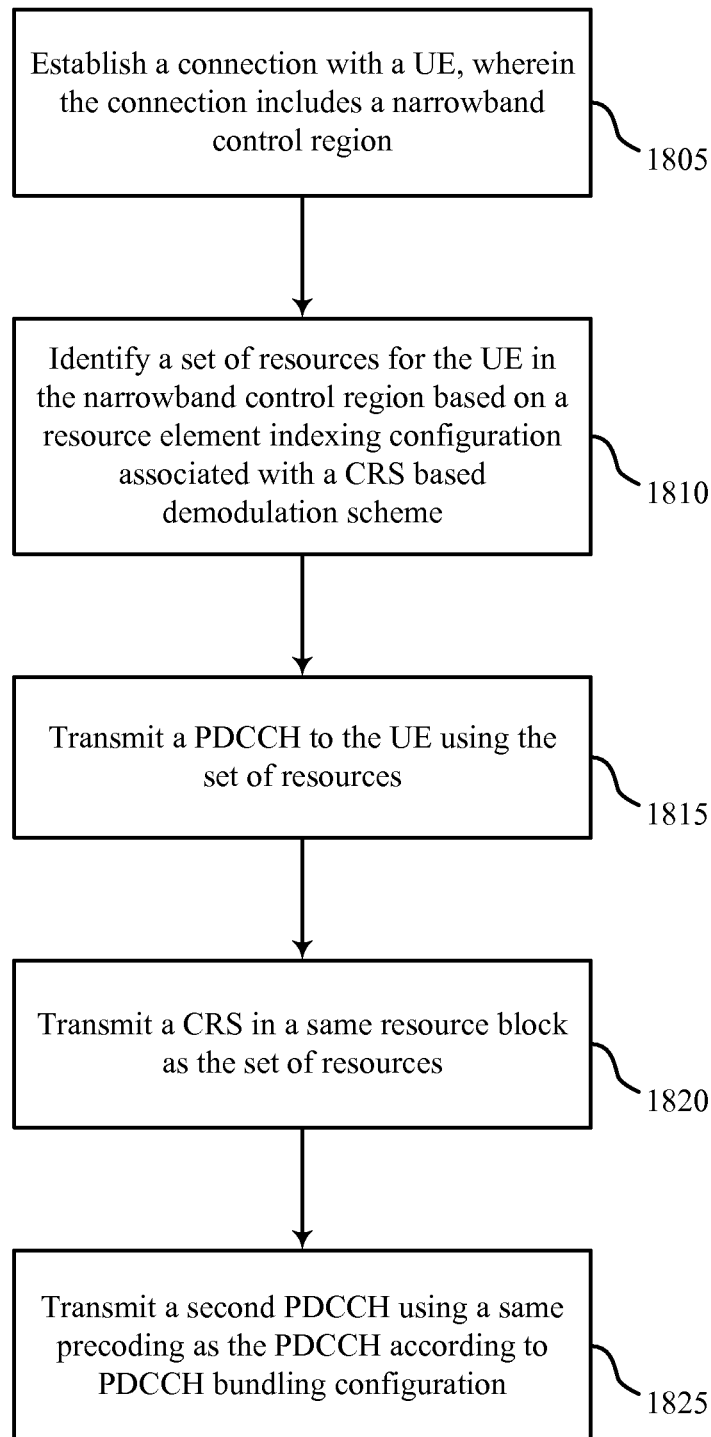 Establish a connection with a UE, wherein
the connection includes a narrowband
control region
1805
Identify a set of resources for the UE in
the narrowband control region based on a
resource element indexing configuration
associated with a CRS based
demodulation scheme
1810
Transmit a PDCCH to the UE using the
set of resources
1815
Transmit a CRS in a same resource block
as the set of resources
1820
Transmit a second PDCCH using a same
precoding as the PDCCH according to
PDCCH bundling configuration
1825